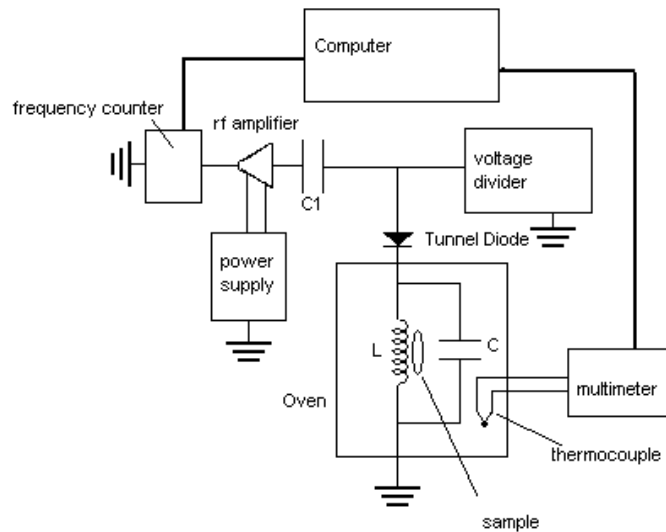 Computer
frequency counter
rf amplifier
voltage
divider
C1
Tunnel Diode
power
supply
L
C
Oven
multimeter
thermocouple
sample